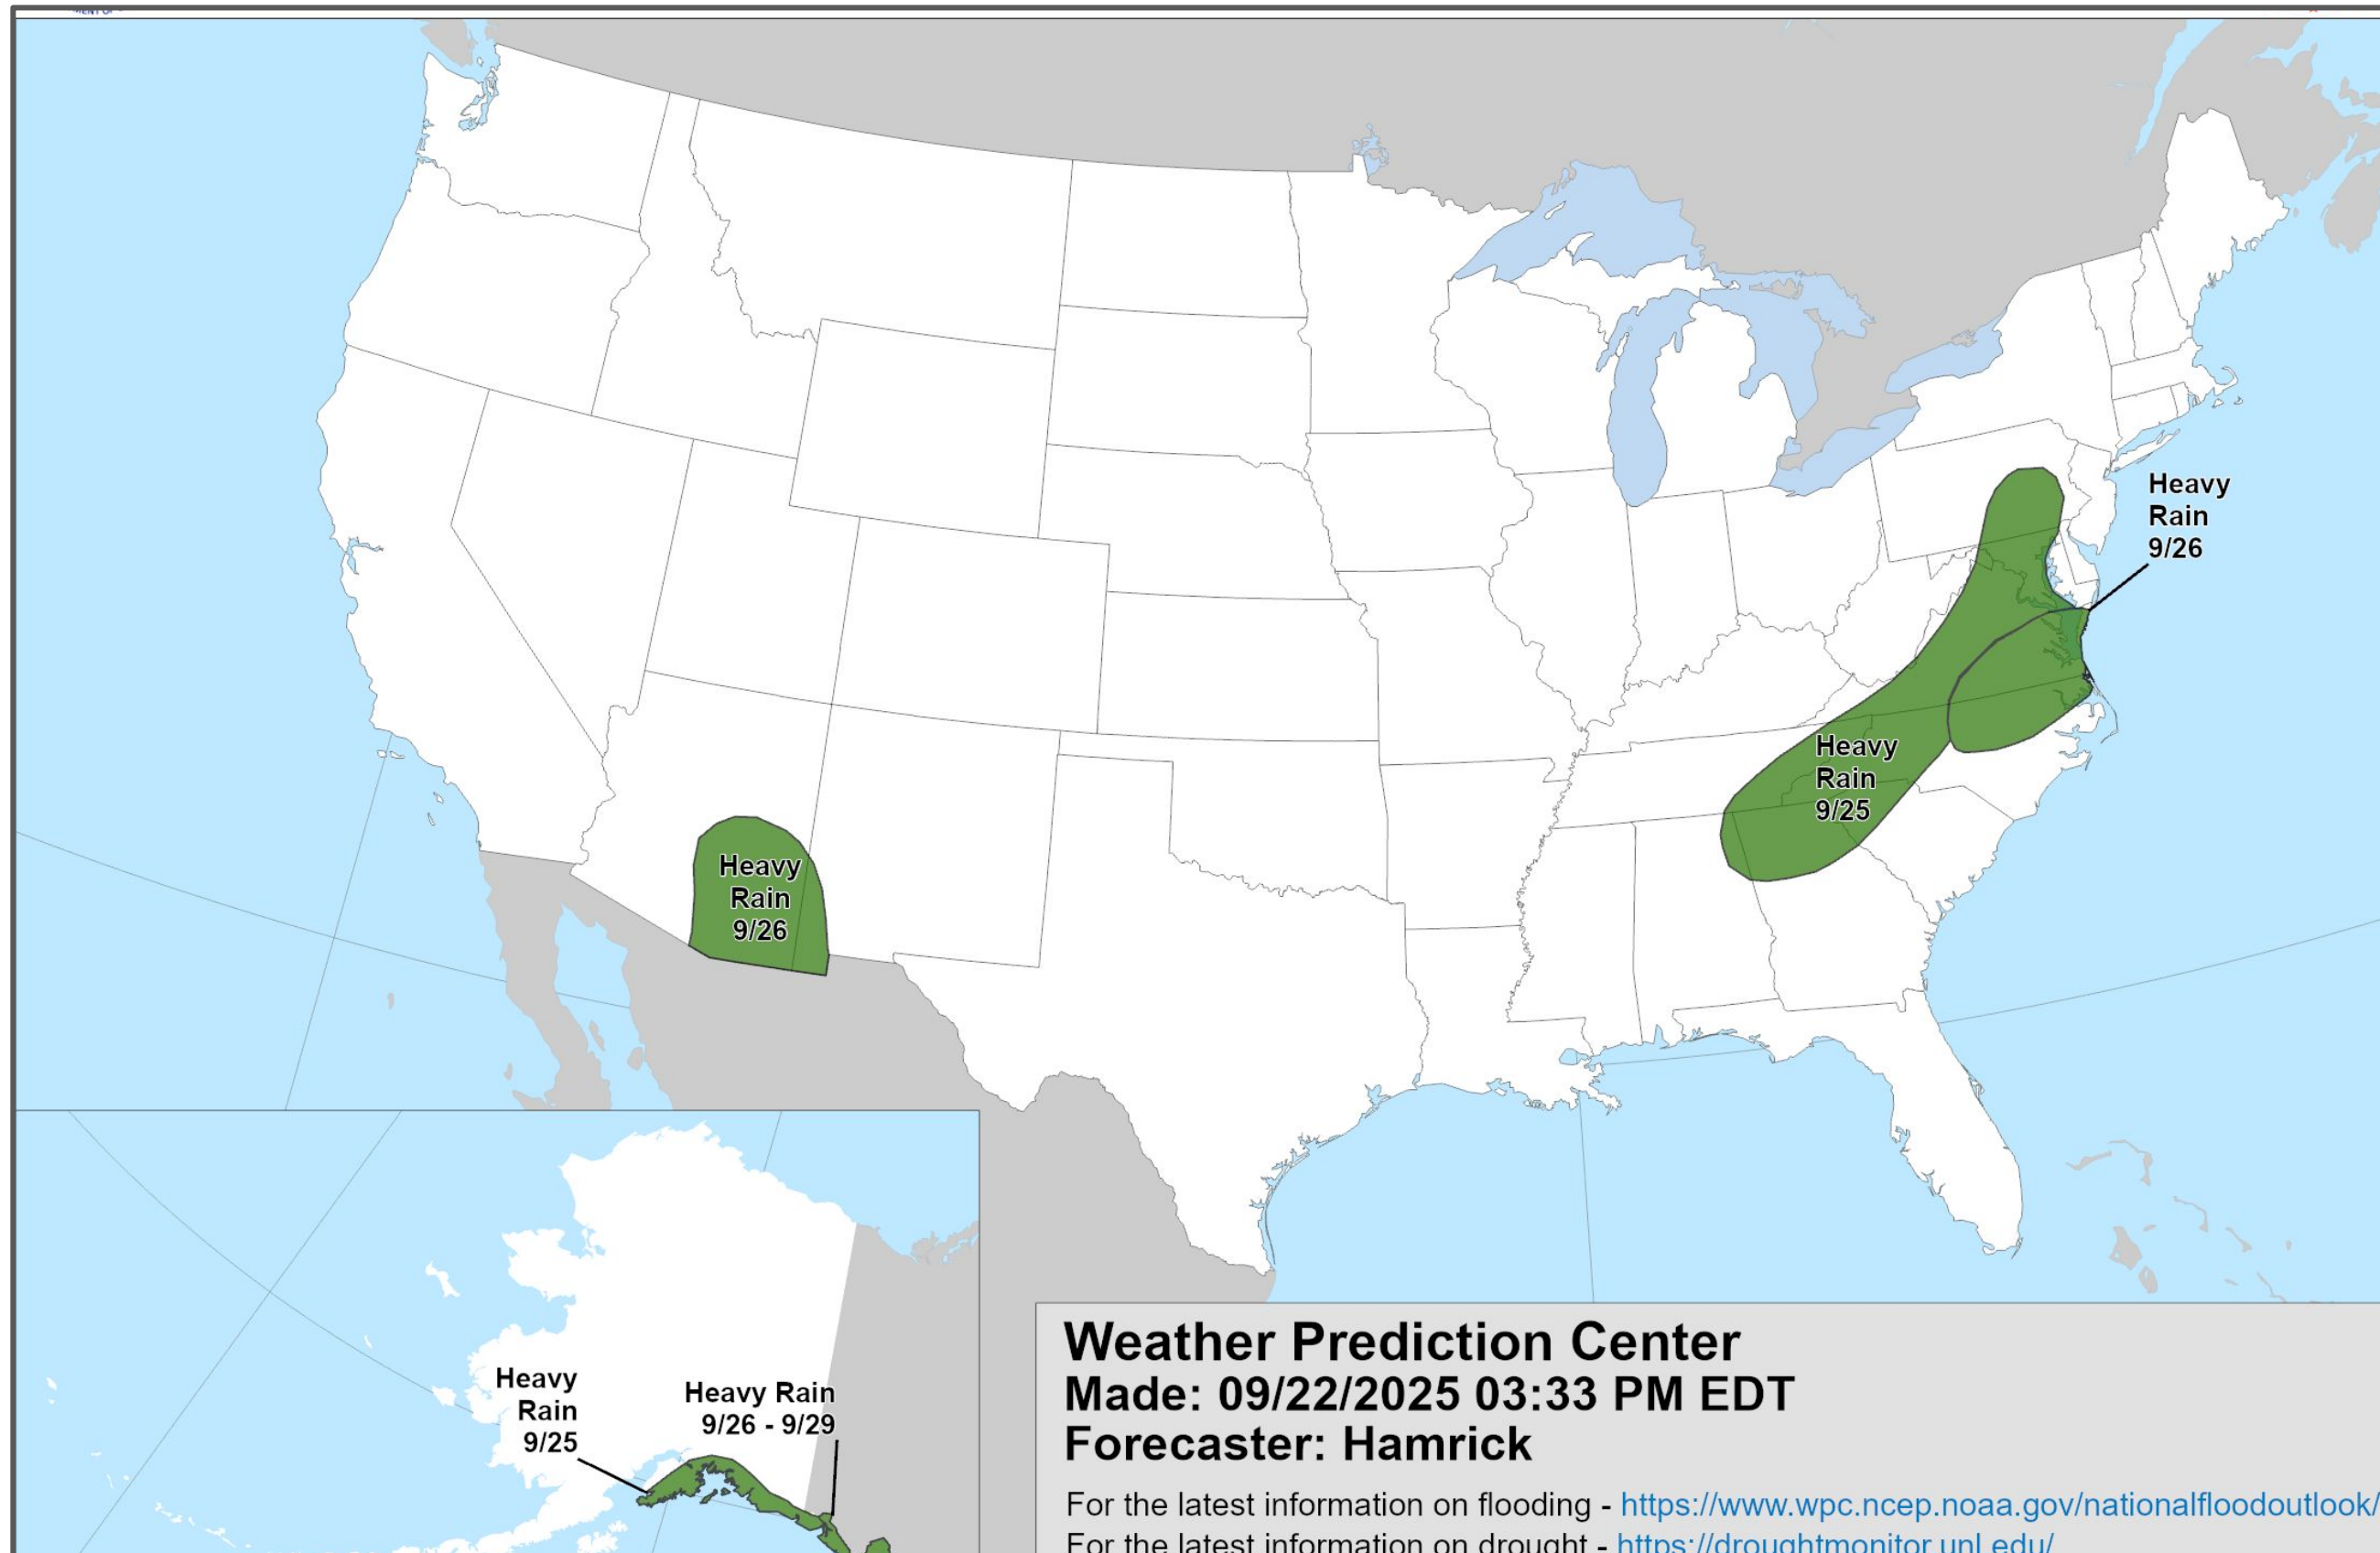 Heavy
Rain
9/26
Heavy
Rain
9/25
Heavy
Rain
9/26
Heavy
Rain
9/25
Heavy Rain
9/26 - 9/29
Weather Prediction Center
Made: 09/22/2025 03:33 PM EDT
Forecaster: Hamrick
For the latest information on flooding - https://www.wpc.ncep.noaa.gov/nationalfloodoutlook/
For the latest information on drought - https://droughtmonitor.unl.edu/